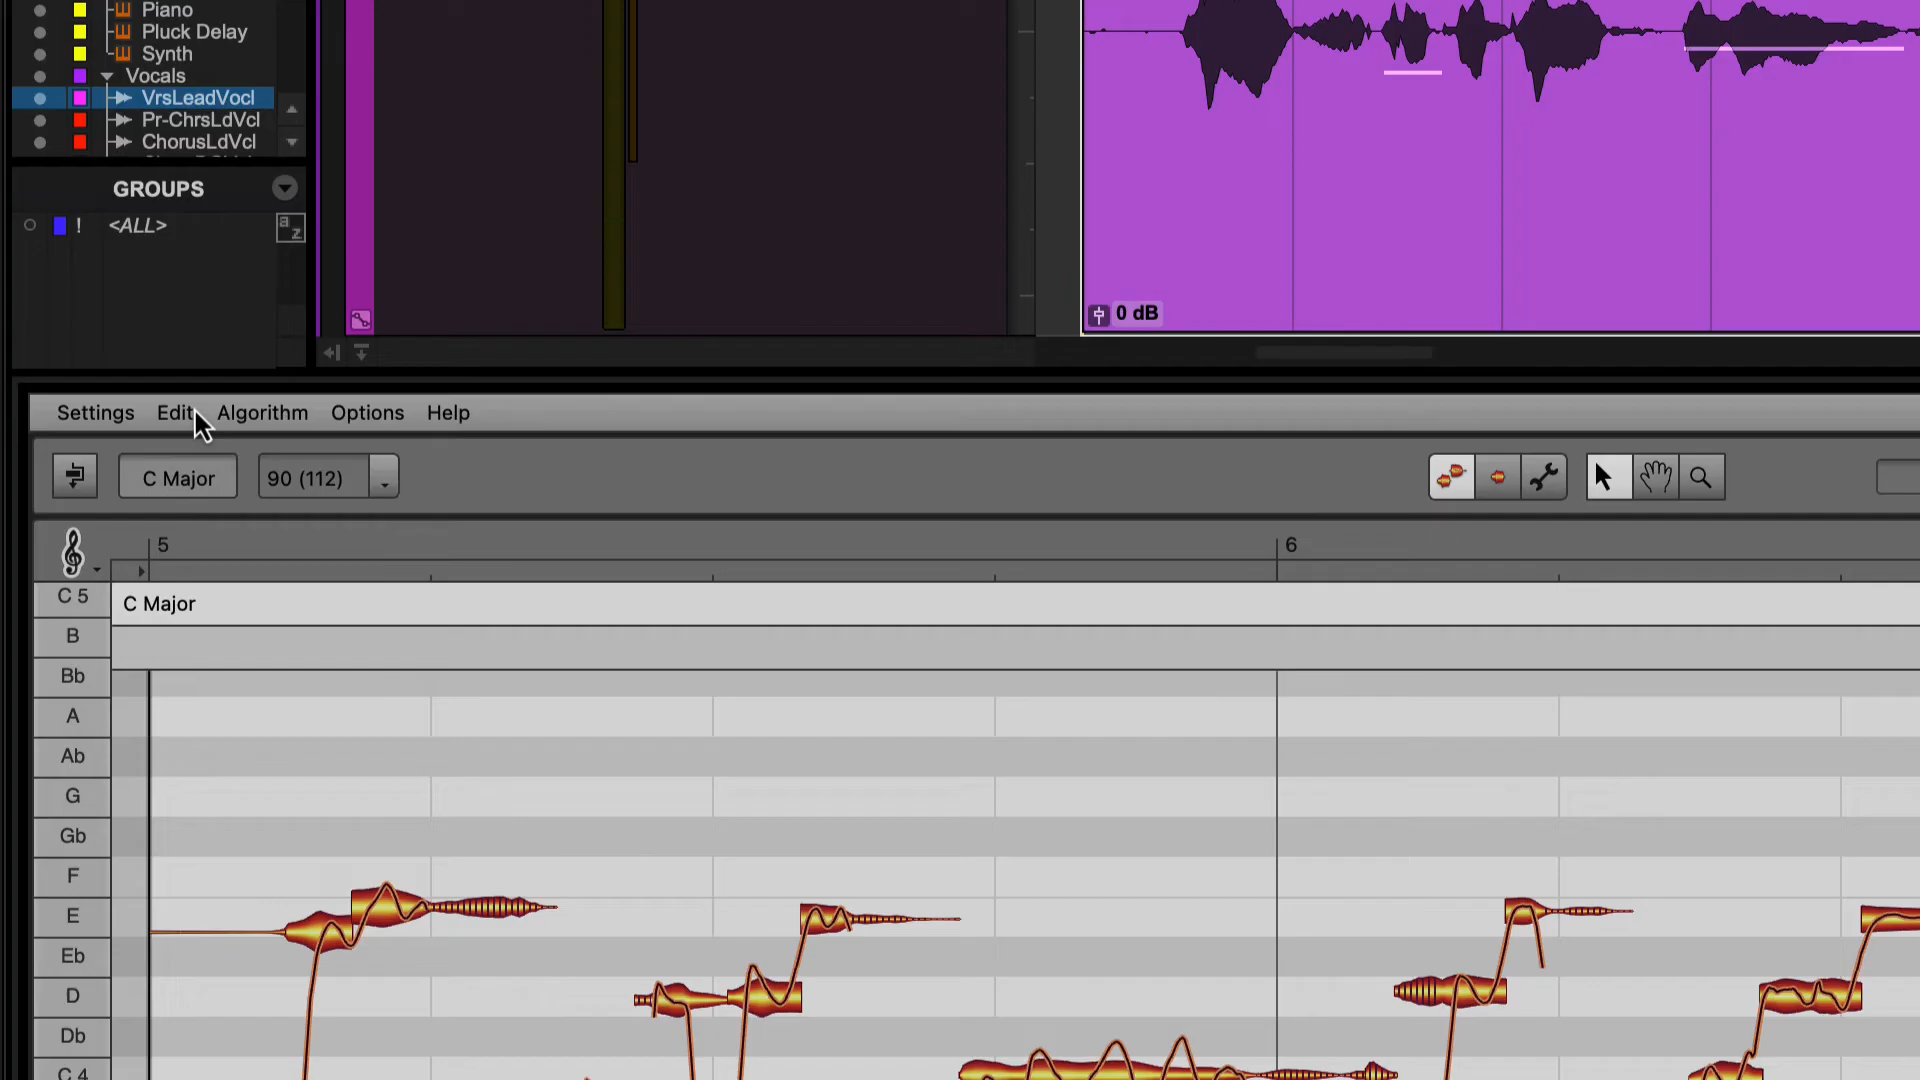 Piano
Pluck Delay
Synth
Vocals
VrsLeadVocl
Pr-ChrsLdVcl
ChorusLdVcl
GROUPS
! <ALL>
a z
0 dB
Settings Edit Algorithm Options Help
C Major 90 (112)
5 6
C 5
C Major
B
Bb
A
Ab
G
Gb
F
E
Eb
D
Db
C 4